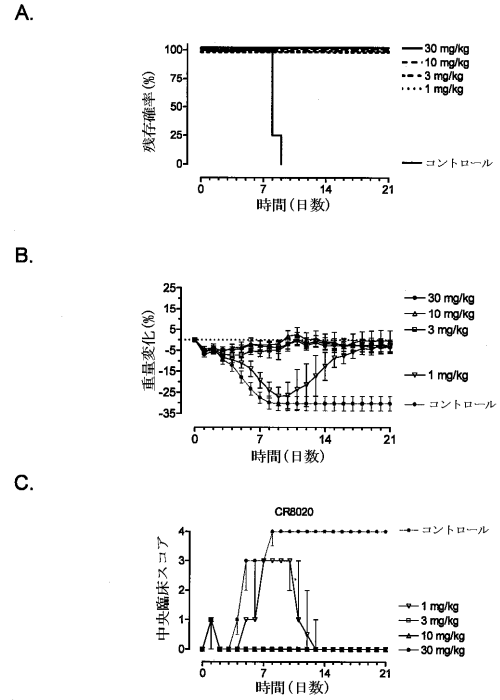 A.
100
75
50
25
0
残存確率(%)
0 7 14 21
時間(日数)
30 mg/kg
10 mg/kg
3 mg/kg
1 mg/kg
コントロール
B.
25
15
5
-5
-15
-25
-35
重量変化(%)
0 7 14 21
時間(日数)
30 mg/kg
10 mg/kg
3 mg/kg
1 mg/kg
コントロール
C.
CR8020
4
3
2
1
0
中央臨床スコア
0 7 14 21
時間(日数)
コントロール
1 mg/kg
3 mg/kg
10 mg/kg
30 mg/kg